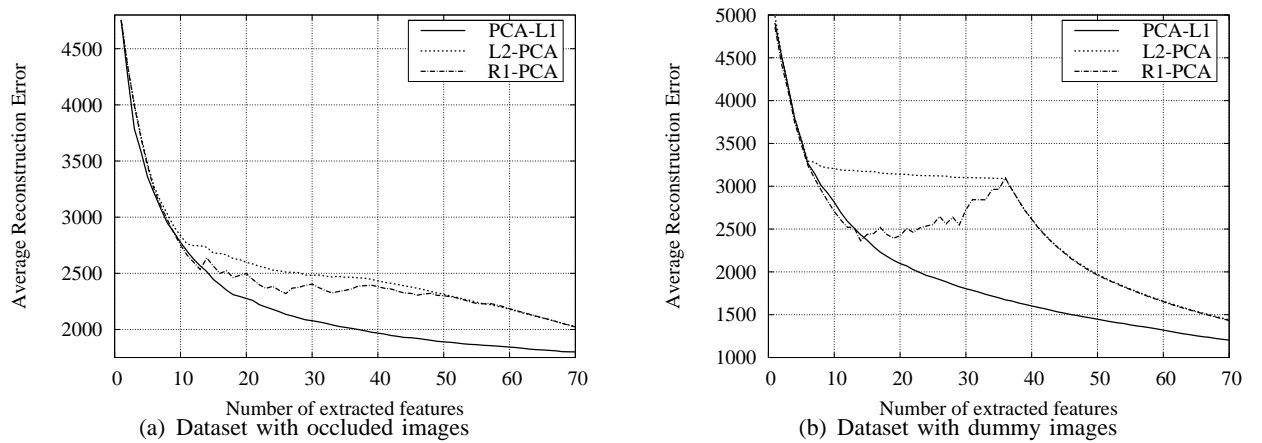 PCA-L1
L2-PCA
R1-PCA
4500
4000
3500
3000
2500
2000
Average Reconstruction Error
0 10 20 30 40 50 60 70
Number of extracted features
(a) Dataset with occluded images
PCA-L1
L2-PCA
R1-PCA
5000
4500
4000
3500
3000
2500
2000
1500
1000
Average Reconstruction Error
0 10 20 30 40 50 60 70
Number of extracted features
(b) Dataset with dummy images